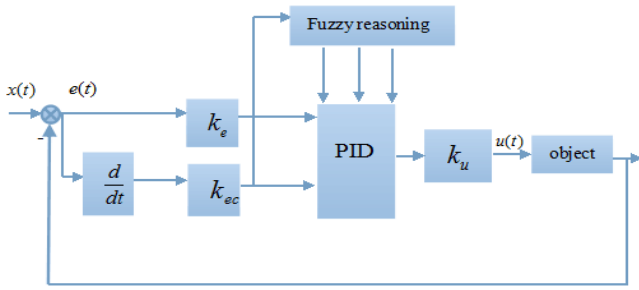 Fuzzy reasoning
x(t)
e(t)
-
k_e
PID
k_u
u(t)
object
d
dt
k_ec